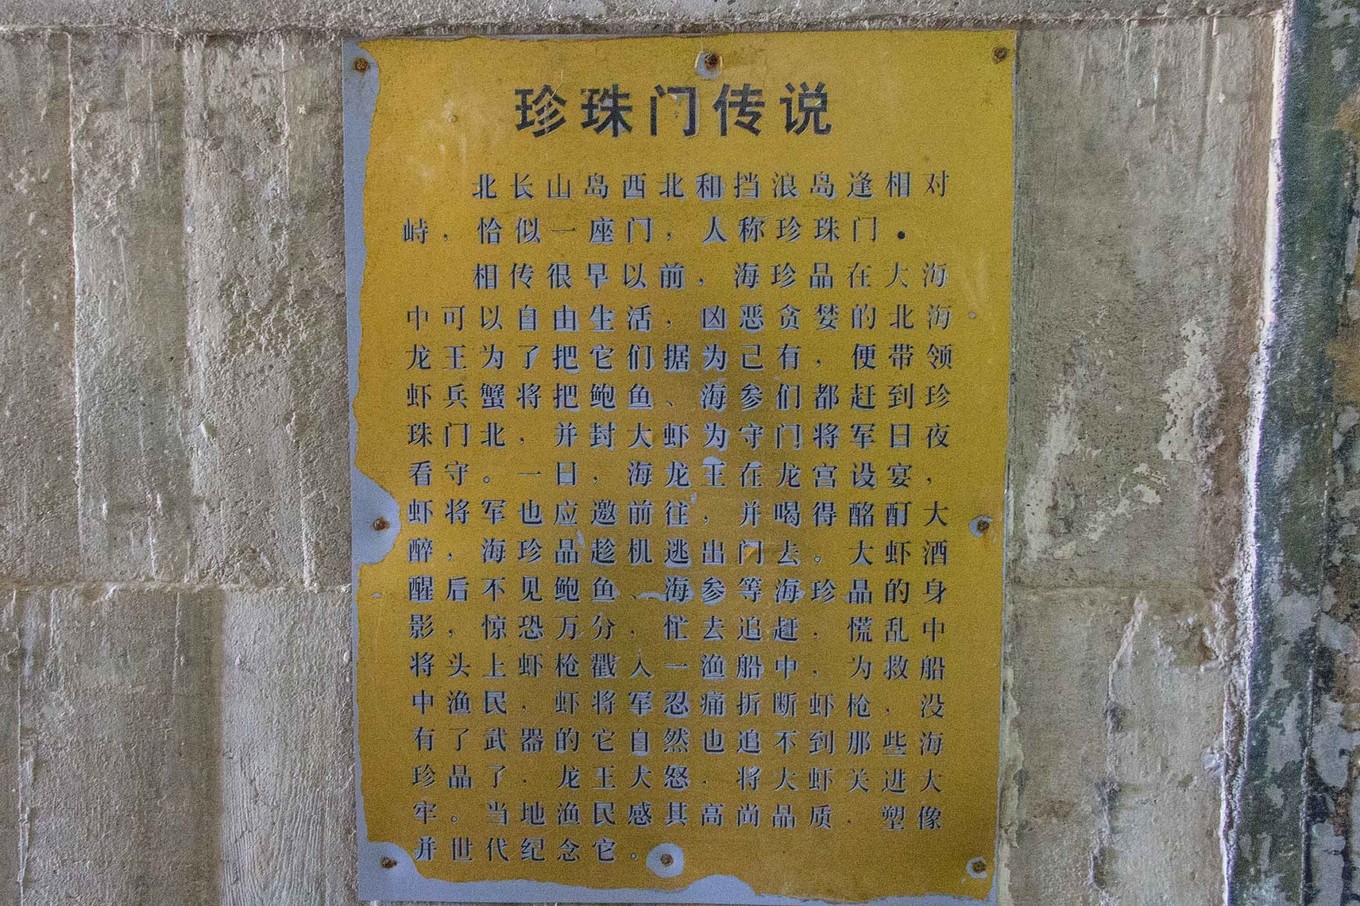 珍珠门传说
北长山岛西北和挡浪岛逢相对
峙，恰似一座门，人称珍珠门.
相传很早以前，海珍品在大海
中可以自由生活，凶恶贪婪的北海
龙王为了把它们据为己有，便带领
虾兵蟹将把鲍鱼、海参们都赶到珍
珠门北，并封大虾为守门将军日夜
看守。一日，海龙王在龙宫设宴，
虾将军也应邀前往，并喝得酩酊大
醉，海珍品趁机逃出门去。大虾酒
醒后不见鲍鱼、海参等海珍品的身
影，惊恐万分，忙去追赶，慌乱中
将头上虾枪戳入一渔船中，为救船
中渔民，虾将军忍痛折断虾枪，没
有了武器的它自然也追不到那些海
珍品了，龙王大怒，将大虾关进大
牢。当地渔民感其高尚品质，塑像
并世代纪念它。